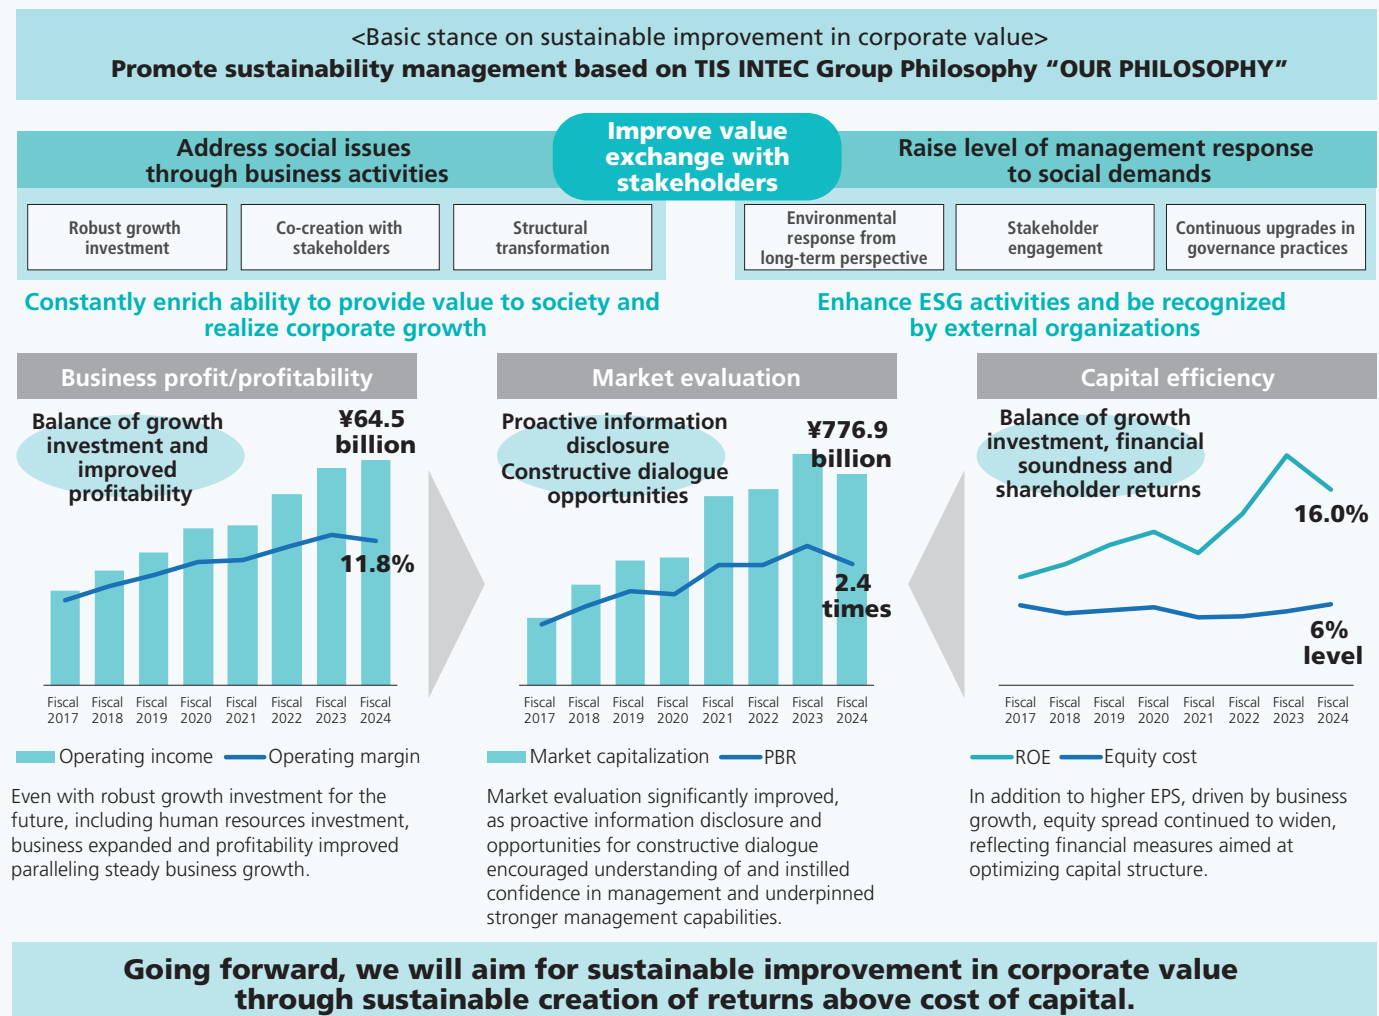 <Basic stance on sustainable improvement in corporate value>
Promote sustainability management based on TIS INTEC Group Philosophy “OUR PHILOSOPHY”
Address social issues
through business activities
Improve value
exchange with
stakeholders
Raise level of management response
to social demands
Robust growth
investment
Co-creation with
stakeholders
Structural
transformation
Environmental
response from
long-term perspective
Stakeholder
engagement
Continuous upgrades in
governance practices
Constantly enrich ability to provide value to society and
realize corporate growth
Enhance ESG activities and be recognized
by external organizations
Business profit/profitability
Balance of growth
investment and
improved
profitability
¥64.5
billion
11.8%
Fiscal 2017
Fiscal 2018
Fiscal 2019
Fiscal 2020
Fiscal 2021
Fiscal 2022
Fiscal 2023
Fiscal 2024
Operating income
Operating margin
Even with robust growth investment for the
future, including human resources investment,
business expanded and profitability improved
paralleling steady business growth.
Market evaluation
Proactive information
disclosure
Constructive dialogue
opportunities
¥776.9
billion
2.4
times
Fiscal 2017
Fiscal 2018
Fiscal 2019
Fiscal 2020
Fiscal 2021
Fiscal 2022
Fiscal 2023
Fiscal 2024
Market capitalization
PBR
Market evaluation significantly improved,
as proactive information disclosure and
opportunities for constructive dialogue
encouraged understanding of and instilled
confidence in management and underpinned
stronger management capabilities.
Capital efficiency
Balance of growth
investment, financial
soundness and
shareholder returns
16.0%
6%
level
Fiscal 2017
Fiscal 2018
Fiscal 2019
Fiscal 2020
Fiscal 2021
Fiscal 2022
Fiscal 2023
Fiscal 2024
ROE
Equity cost
In addition to higher EPS, driven by business
growth, equity spread continued to widen,
reflecting financial measures aimed at
optimizing capital structure.
Going forward, we will aim for sustainable improvement in corporate value
through sustainable creation of returns above cost of capital.